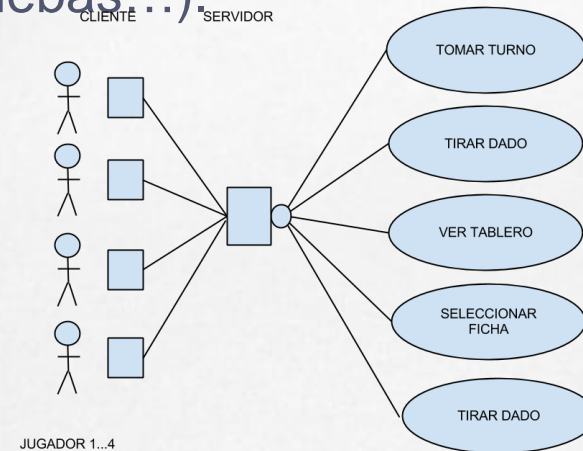 CLIENTE
SERVIDOR
TOMAR TURNO
TIRAR DADO
VER TABLERO
SELECCIONAR
FICHA
TIRAR DADO
JUGADOR 1...4